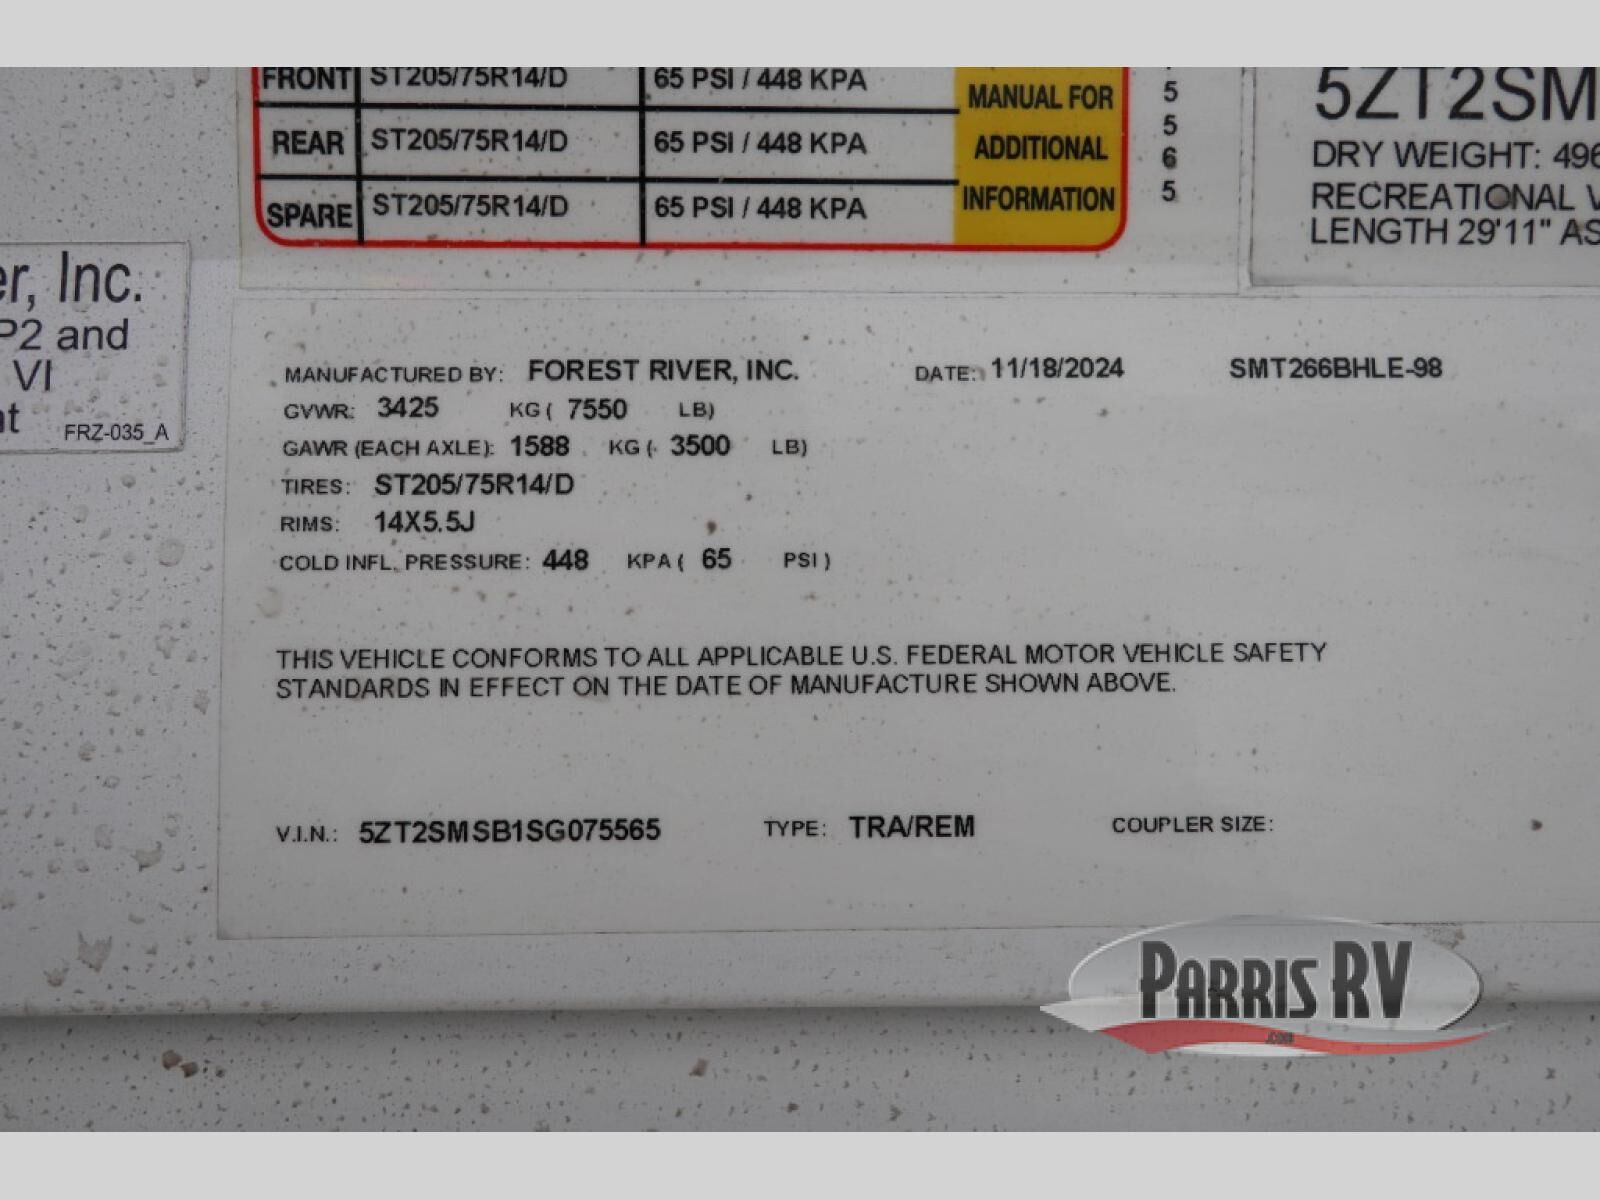 FRONT ST205/75R14/D 65 PSI / 448 KPA MANUAL FOR
REAR ST205/75R14/D 65 PSI / 448 KPA ADDITIONAL
SPARE ST205/75R14/D 65 PSI / 448 KPA INFORMATION
5
5
6
5
5ZT2SM
DRY WEIGHT: 496
RECREATIONAL V
LENGTH 29'11" AS
er, Inc.
P2 and
VI
nt
FRZ-035_A
MANUFACTURED BY: FOREST RIVER, INC. DATE: 11/18/2024 SMT266BHLE-98
GVWR: 3425 KG ( 7550 LB)
GAWR (EACH AXLE): 1588 KG ( 3500 LB)
TIRES: ST205/75R14/D
RIMS: 14X5.5J
COLD INFL. PRESSURE: 448 KPA ( 65 PSI )
THIS VEHICLE CONFORMS TO ALL APPLICABLE U.S. FEDERAL MOTOR VEHICLE SAFETY
STANDARDS IN EFFECT ON THE DATE OF MANUFACTURE SHOWN ABOVE.
V.I.N.: 5ZT2SMSB1SG075565 TYPE: TRA/REM COUPLER SIZE:
PARRIS RV
.com